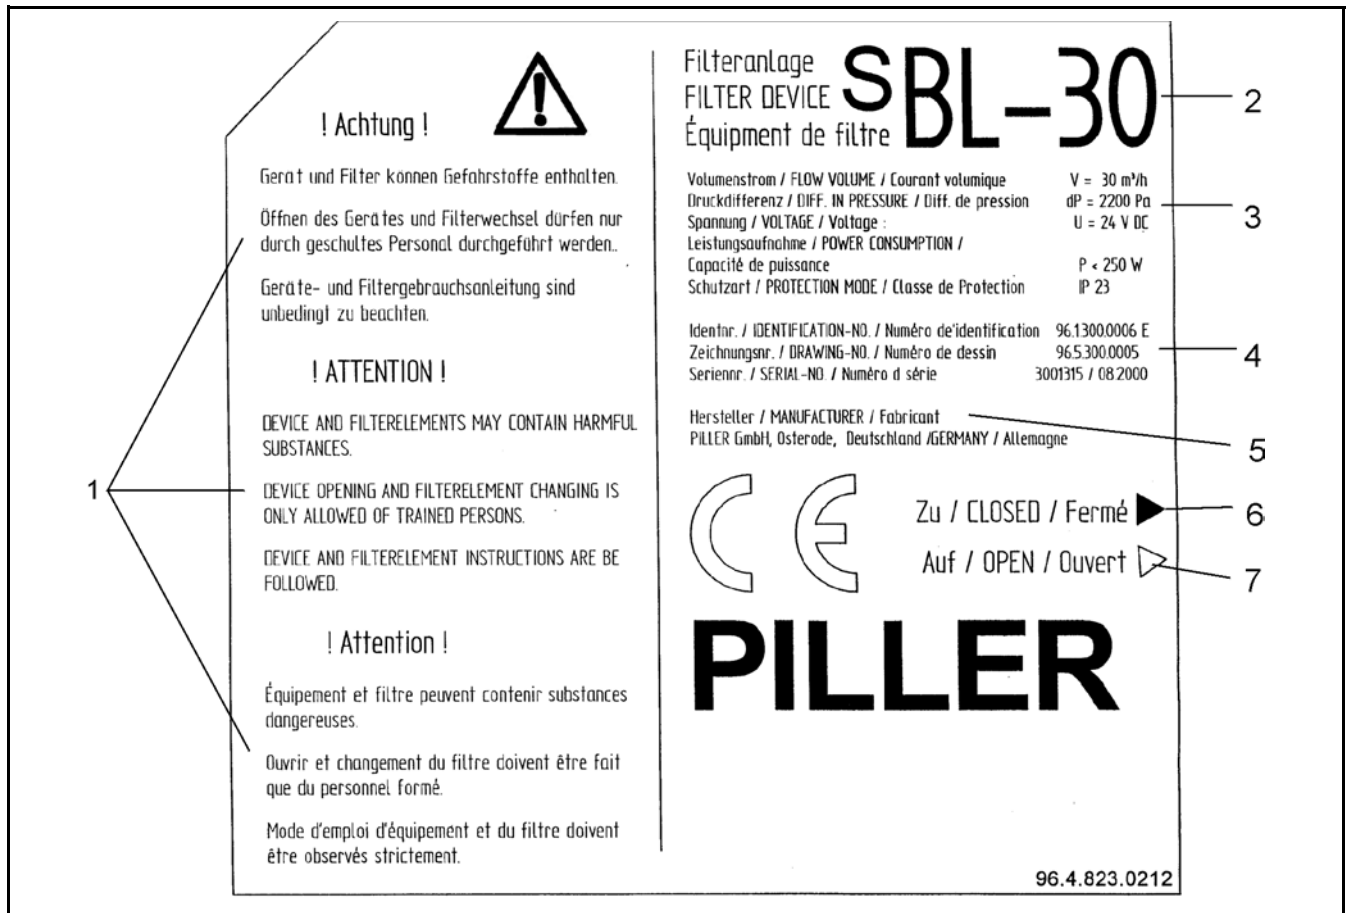 ! Achtung !
Gerät und Filter können Gefahrstoffe enthalten.
Öffnen des Gerätes und Filterwechsel dürfen nur
durch geschultes Personal durchgeführt werden..
Geräte- und Filtergebrauchsanleitung sind
unbedingt zu beachten.
! ATTENTION !
DEVICE AND FILTERELEMENTS MAY CONTAIN HARMFUL
SUBSTANCES.
DEVICE OPENING AND FILTERELEMENT CHANGING IS
ONLY ALLOWED OF TRAINED PERSONS.
DEVICE AND FILTERELEMENT INSTRUCTIONS ARE BE
FOLLOWED.
! Attention !
Équipement et filtre peuvent contenir substances
dangereuses.
Ouvrir et changement du filtre doivent être fait
que du personnel formé.
Mode d'emploi d'équipement et du filtre doivent
être observés strictement.
1
Filteranlage
FILTER DEVICE
Équipment de filtre
SBL-30
2
Volumenstrom / FLOW VOLUME / Courant volumique V = 30 m³/h
Druckdifferenz / DIFF. IN PRESSURE / Diff. de pression dP = 2200 Pa
3
Spannung / VOLTAGE / Voltage : U = 24 V DC
Leistungsaufnahme / POWER CONSUMPTION /
Capacité de puissance P < 250 W
Schutzart / PROTECTION MODE / Classe de Protection IP 23
Identnr. / IDENTIFICATION-NO. / Numéro de'identification 96.1300.0006 E
Zeichnungsnr. / DRAWING-NO. / Numéro de dessin 96.5.300.0005
4
Seriennr. / SERIAL-NO. / Numéro d série 3001315 / 08.2000
Hersteller / MANUFACTURER / Fabricant
PILLER GmbH, Osterode, Deutschland /GERMANY / Allemagne
5
CE
Zu / CLOSED / Fermé
6
Auf / OPEN / Ouvert
7
PILLER
96.4.823.0212